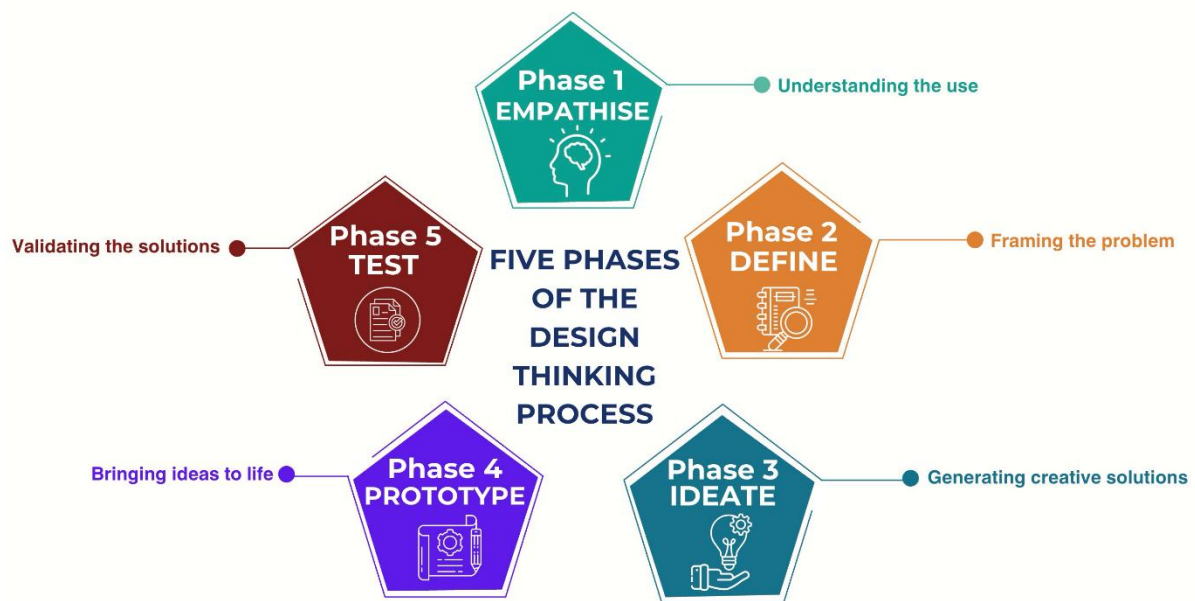 Phase 1
EMPATHISE
Understanding the use
Phase 5
TEST
Validating the solutions
FIVE PHASES
OF THE
DESIGN
THINKING
PROCESS
Phase 2
DEFINE
Framing the problem
Phase 4
PROTOTYPE
Bringing ideas to life
Phase 3
IDEATE
Generating creative solutions